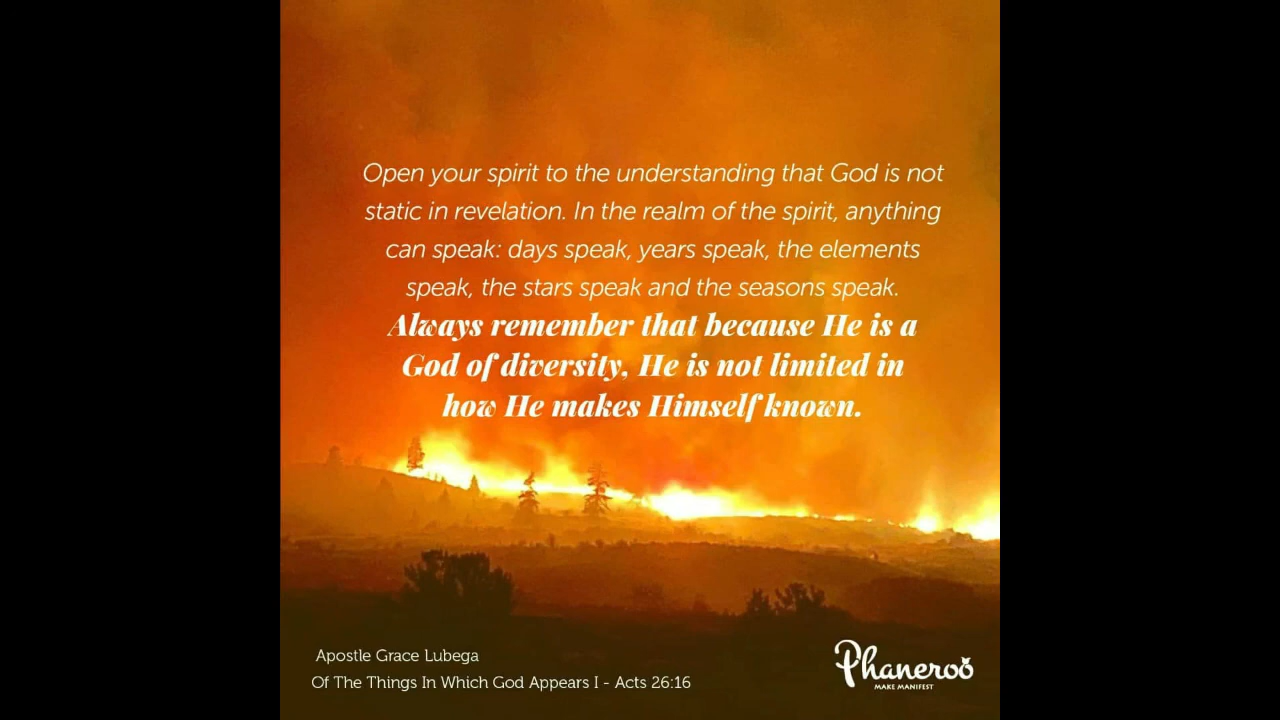 Open your spirit to the understanding that God is not
static in revelation. In the realm of the spirit, anything
can speak: days speak, years speak, the elements
speak, the stars speak and the seasons speak.
Always remember that because He is a
God of diversity, He is not limited in
how He makes Himself known.
Apostle Grace Lubega
Of The Things In Which God Appears I - Acts 26:16
Phaneroo
MAKE MANIFEST